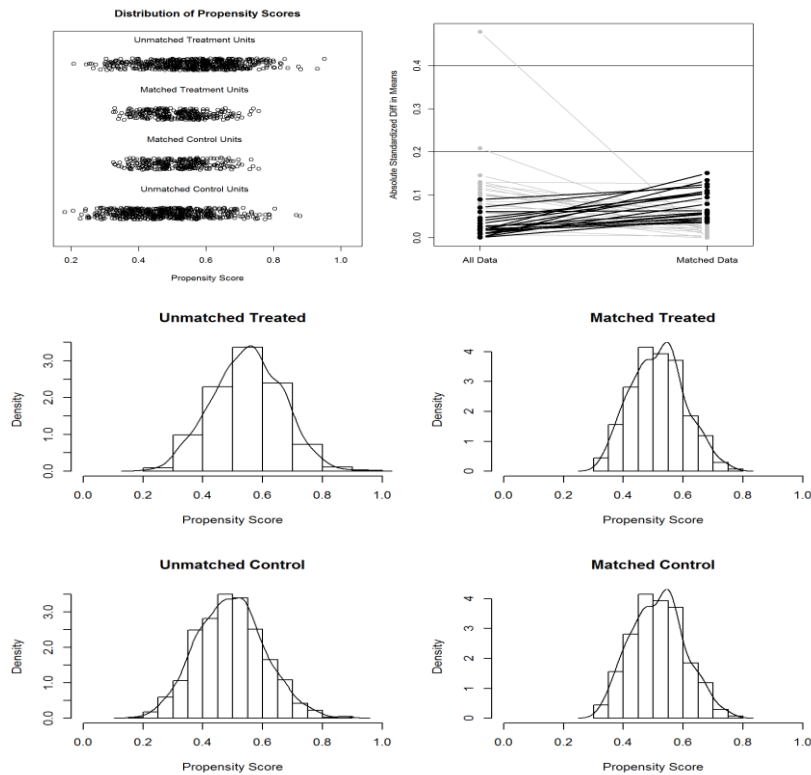 Distribution of Propensity Scores
Unmatched Treatment Units
Matched Treatment Units
Matched Control Units
Unmatched Control Units
0.2 0.4 0.6 0.8 1.0
Propensity Score
Absolute Standardized Diff in Means
0.4
0.3
0.2
0.1
0.0
All Data Matched Data
Unmatched Treated
Density
3.0
2.0
1.0
0.0
0.0 0.2 0.4 0.6 0.8 1.0
Propensity Score
Matched Treated
Density
4
3
2
1
0
0.0 0.2 0.4 0.6 0.8 1.0
Propensity Score
Unmatched Control
Density
3.0
2.0
1.0
0.0
0.0 0.2 0.4 0.6 0.8 1.0
Propensity Score
Matched Control
Density
4
3
2
1
0
0.0 0.2 0.4 0.6 0.8 1.0
Propensity Score